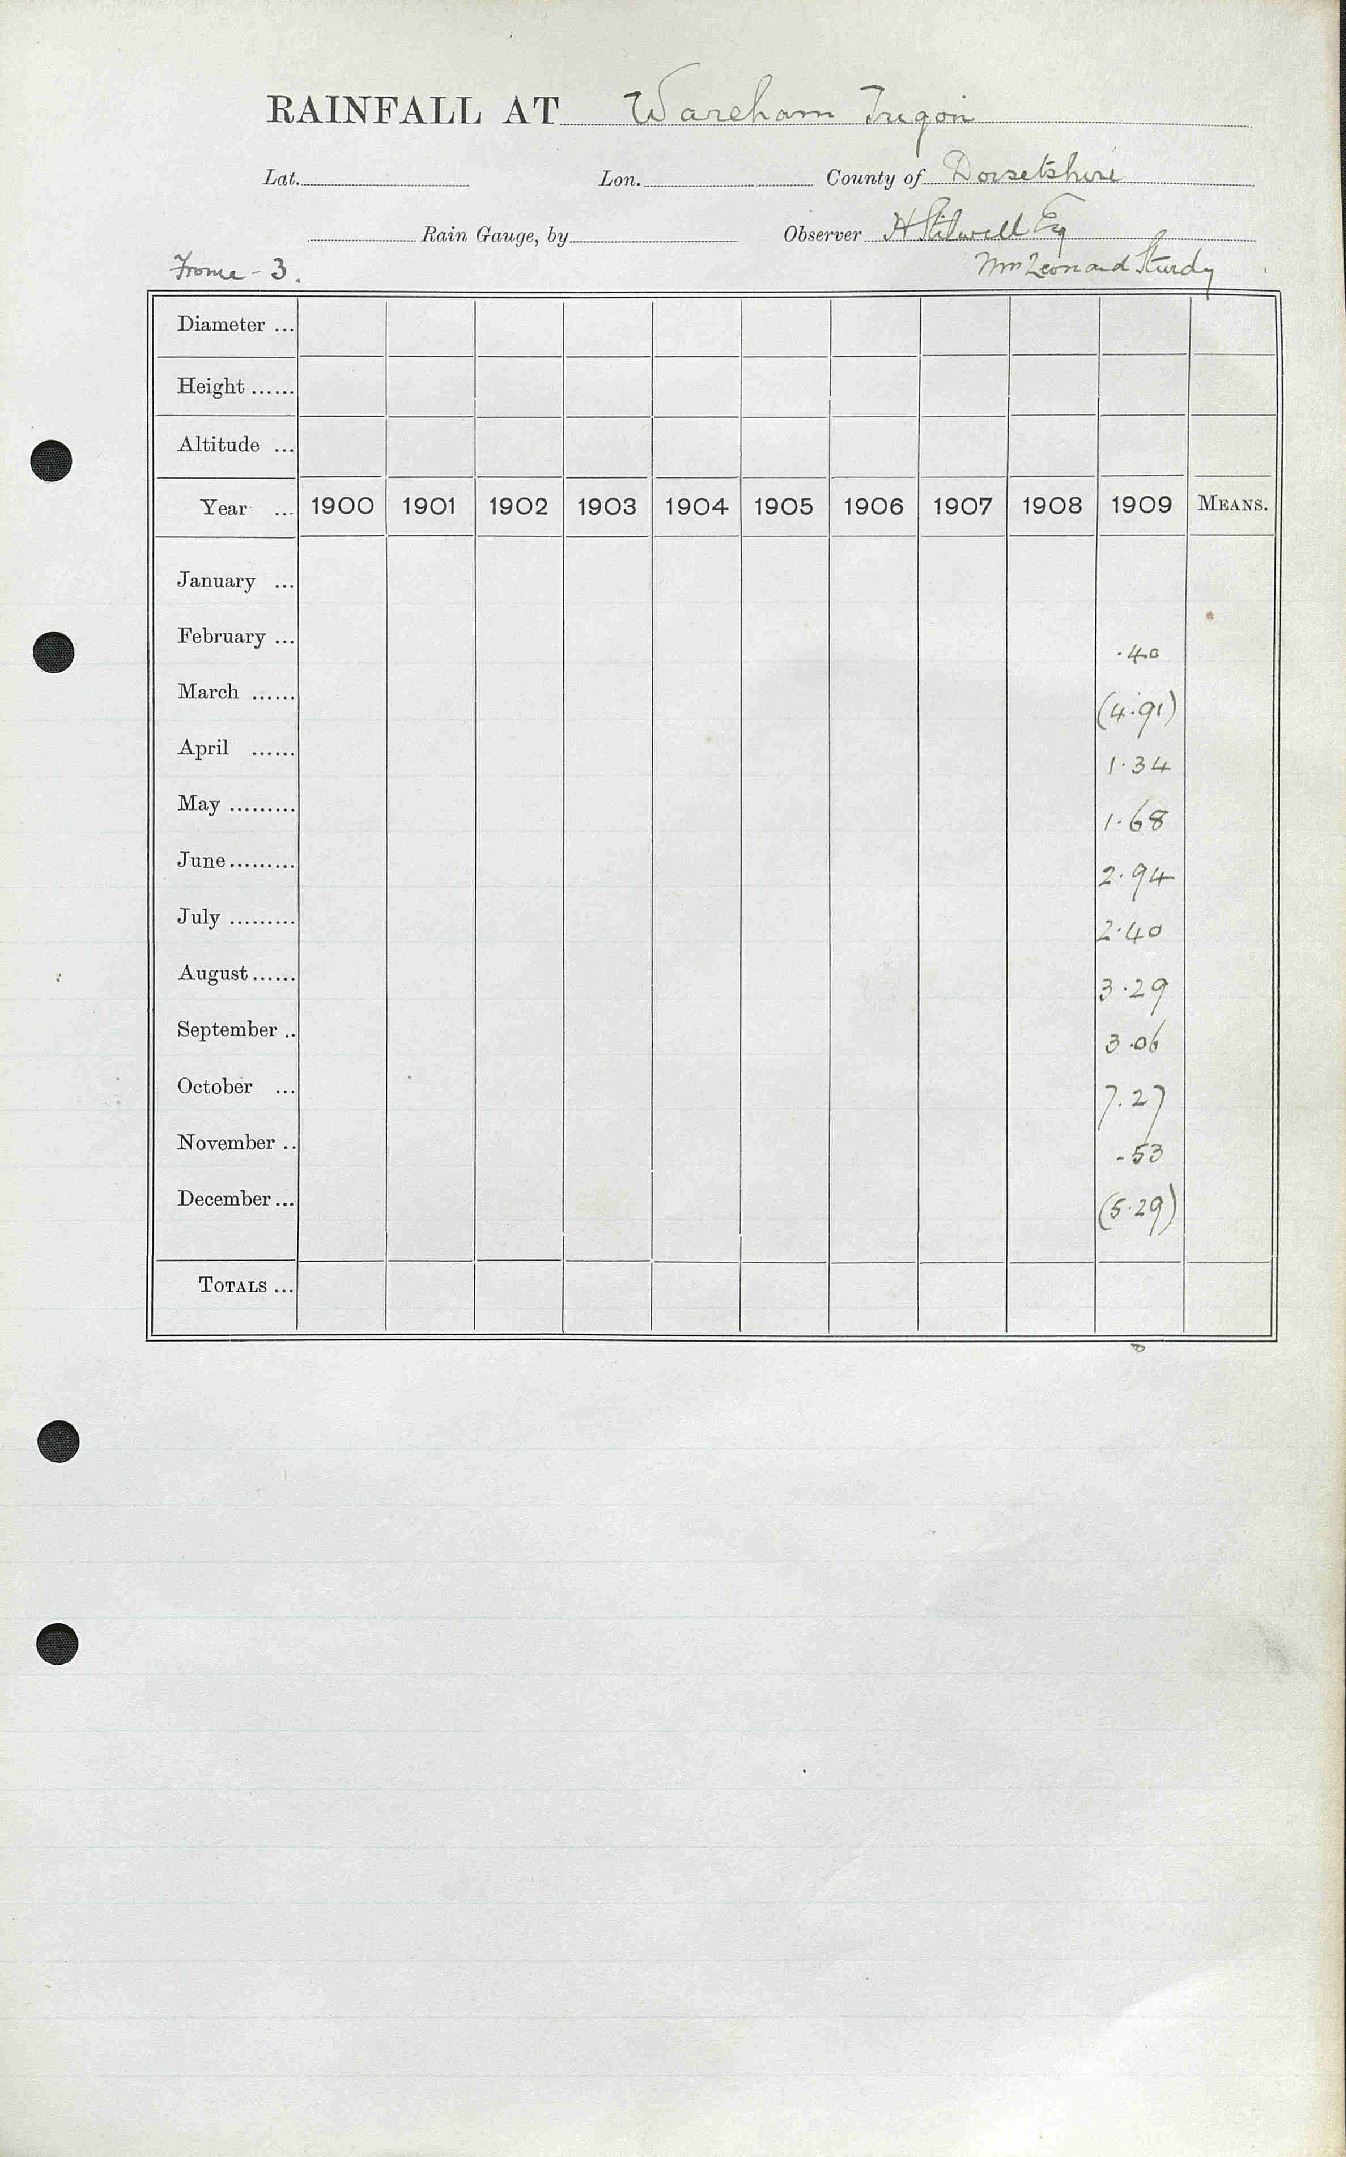 RAINFALL AT Wareham Trigon
Lat. Lon. County of Dorsetshire
Rain Gauge, by Observer H Stilwell Esq
Frome - 3. Leonard Sturdy
Diameter ...
Height ......
Altitude ...
Year ... 1900 1901 1902 1903 1904 1905 1906 1907 1908 1909 MEANS.
January ...
February ... .40
March ...... (4.91)
April ...... 1.34
May ......... 1.68
June ......... 2.94
July ......... 2.40
August ...... 3.29
September .. 3.06
October ... 7.27
November .. .53
December ... (5.29)
TOTALS ...